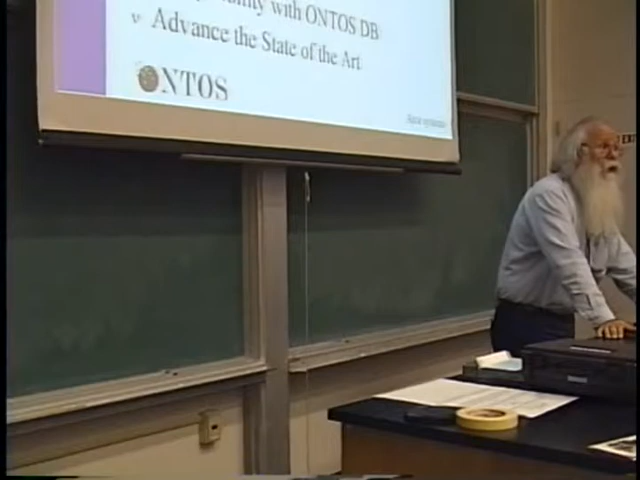 with ONTOS DB
v Advance the State of the Art
ONTOS